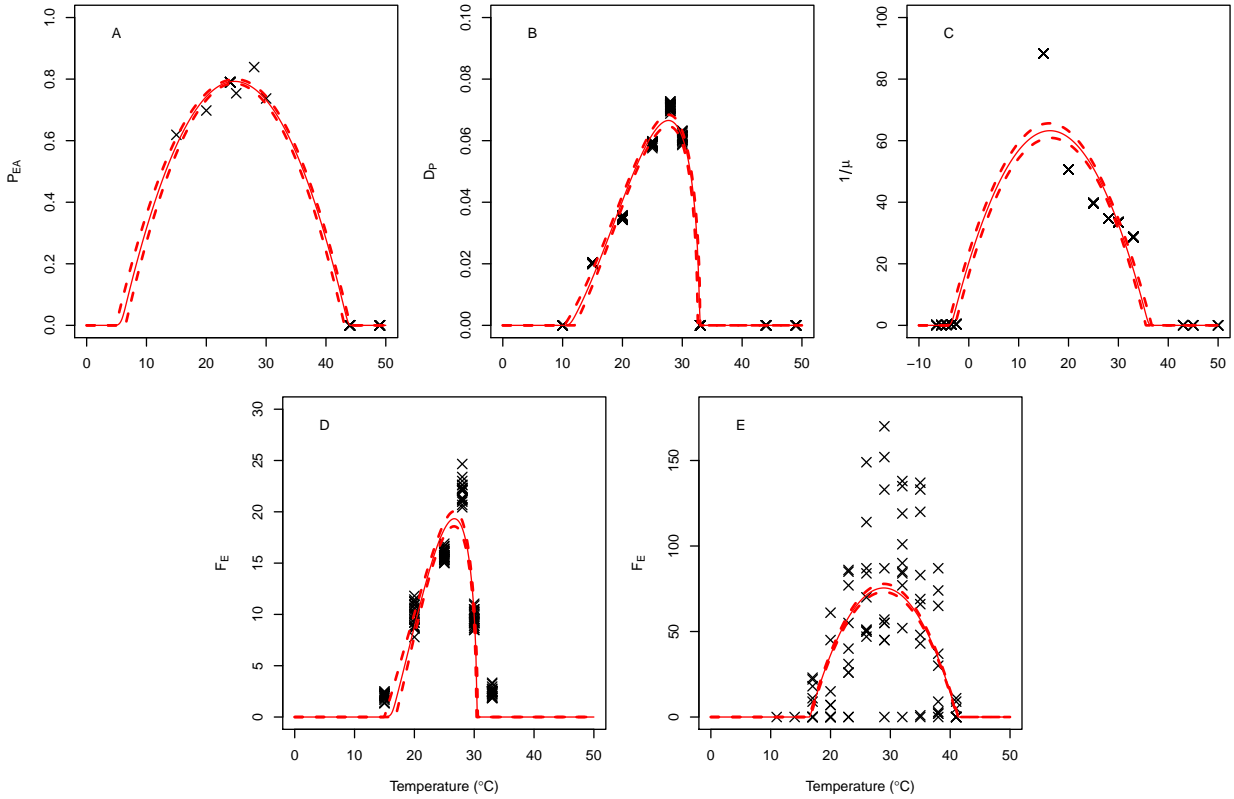 A
P_EA
0.0 0.2 0.4 0.6 0.8 1.0
0 10 20 30 40 50
B
D_P
0.00 0.02 0.04 0.06 0.08 0.10
0 10 20 30 40 50
C
1/μ
0 20 40 60 80 100
−10 0 10 20 30 40 50
D
F_E
0 5 10 15 20 25 30
0 10 20 30 40 50
Temperature (°C)
E
F_E
0 50 100 150
0 10 20 30 40 50
Temperature (°C)